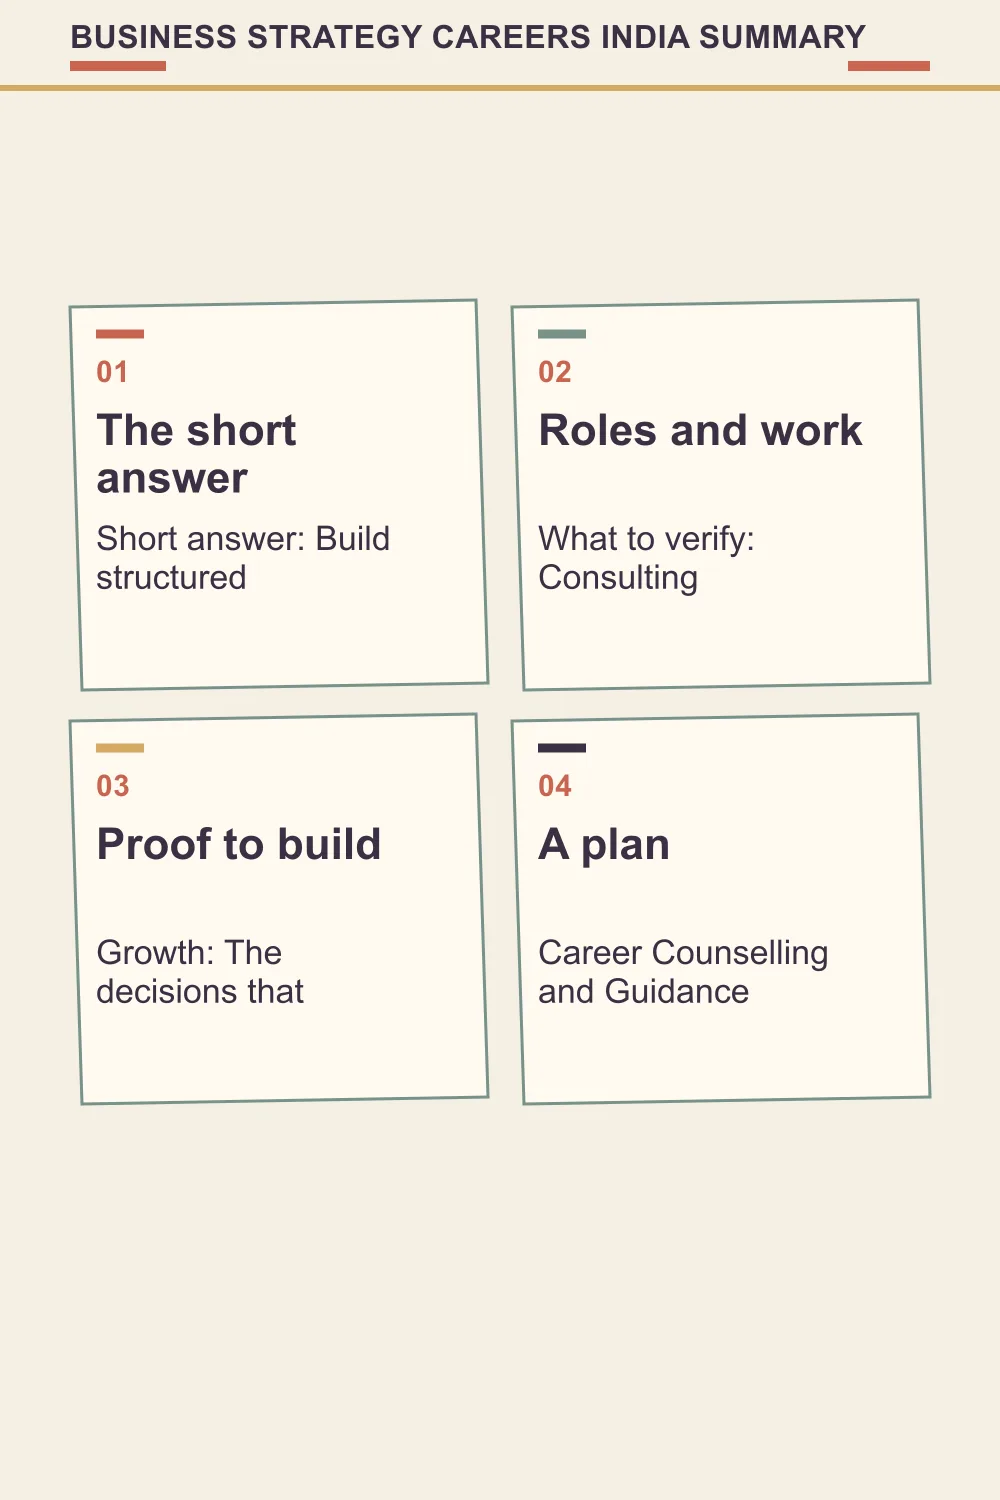 BUSINESS STRATEGY CAREERS INDIA SUMMARY
01
The short
answer
Short answer: Build
structured
02
Roles and work
What to verify:
Consulting
03
Proof to build
Growth: The
decisions that
04
A plan
Career Counselling
and Guidance